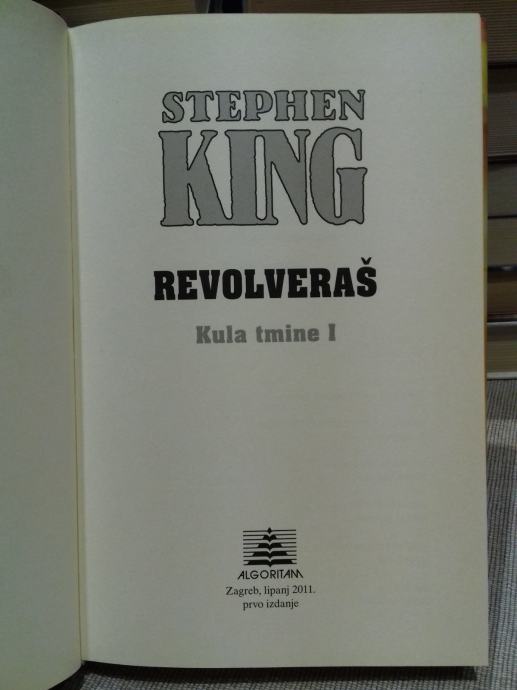 STEPHEN
KING
REVOLVERAŠ
Kula tmine I
ALGORITAM
Zagreb, lipanj 2011.
prvo izdanje